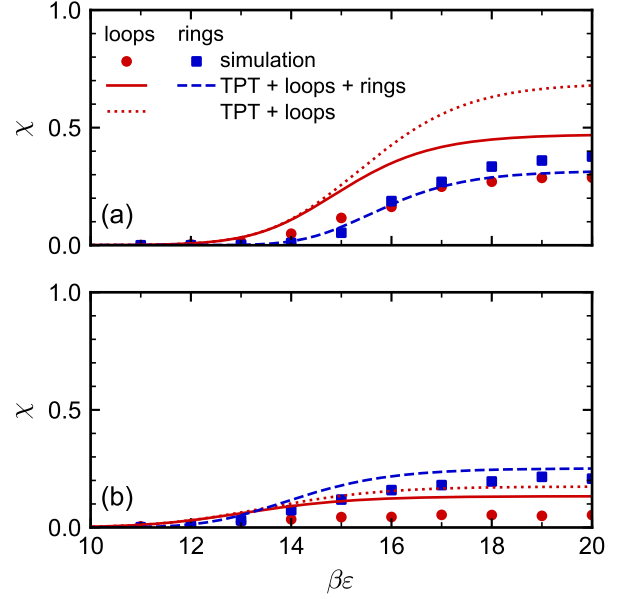 1.0
loops rings
simulation
TPT + loops + rings
TPT + loops
χ
0.5
(a)
0.0
1.0
χ
0.5
(b)
0.0
10 12 14 16 18 20
βε